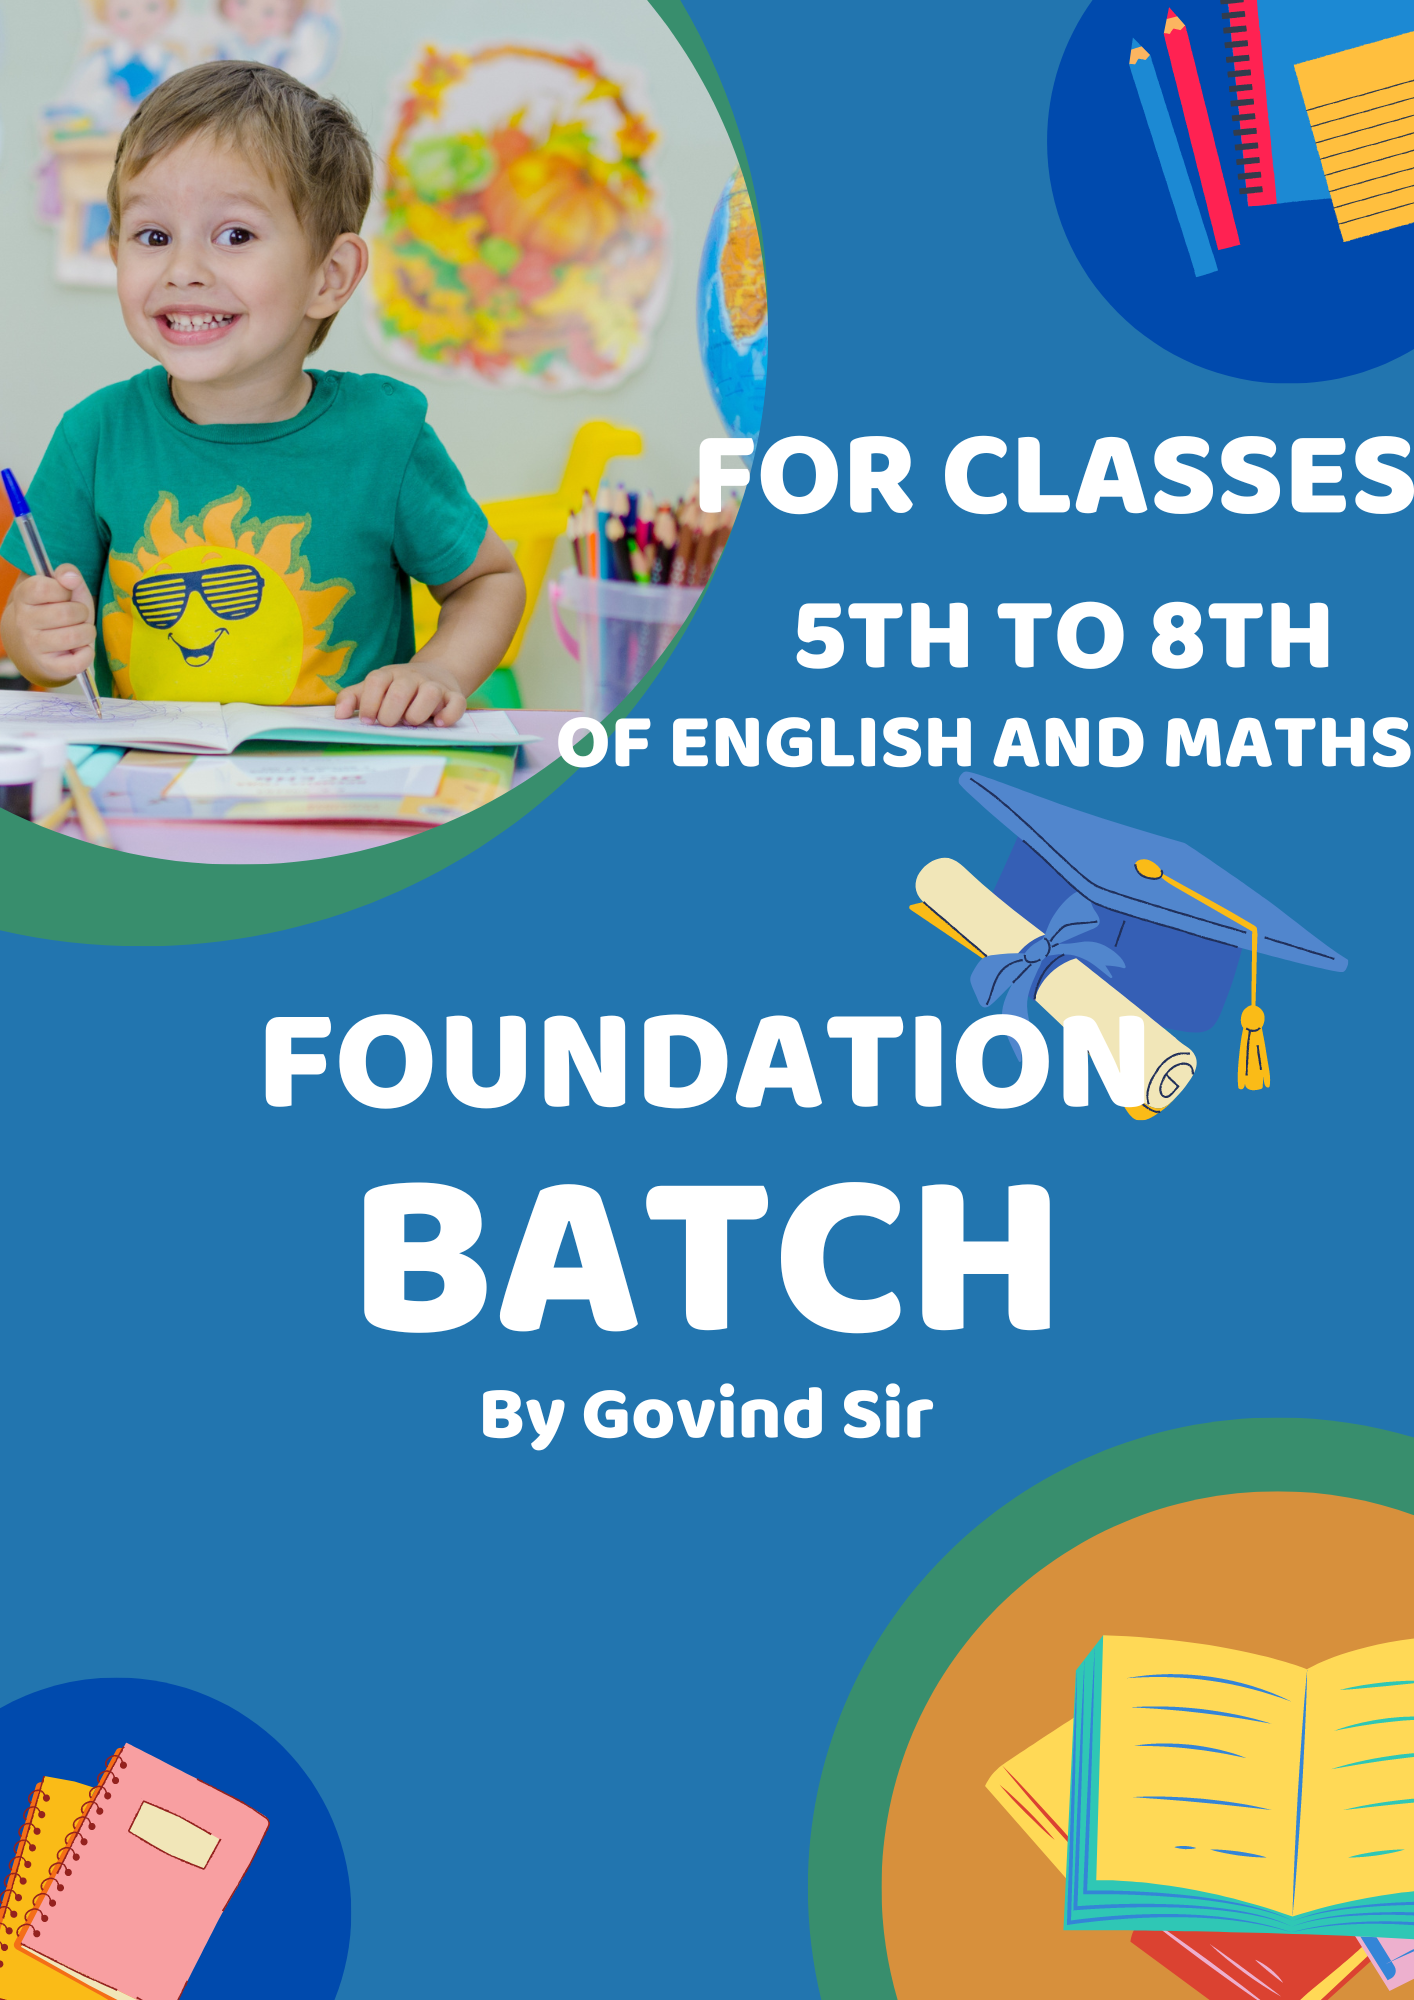 FOR CLASSES
5TH TO 8TH
OF ENGLISH AND MATHS
FOUNDATION
BATCH
By Govind Sir